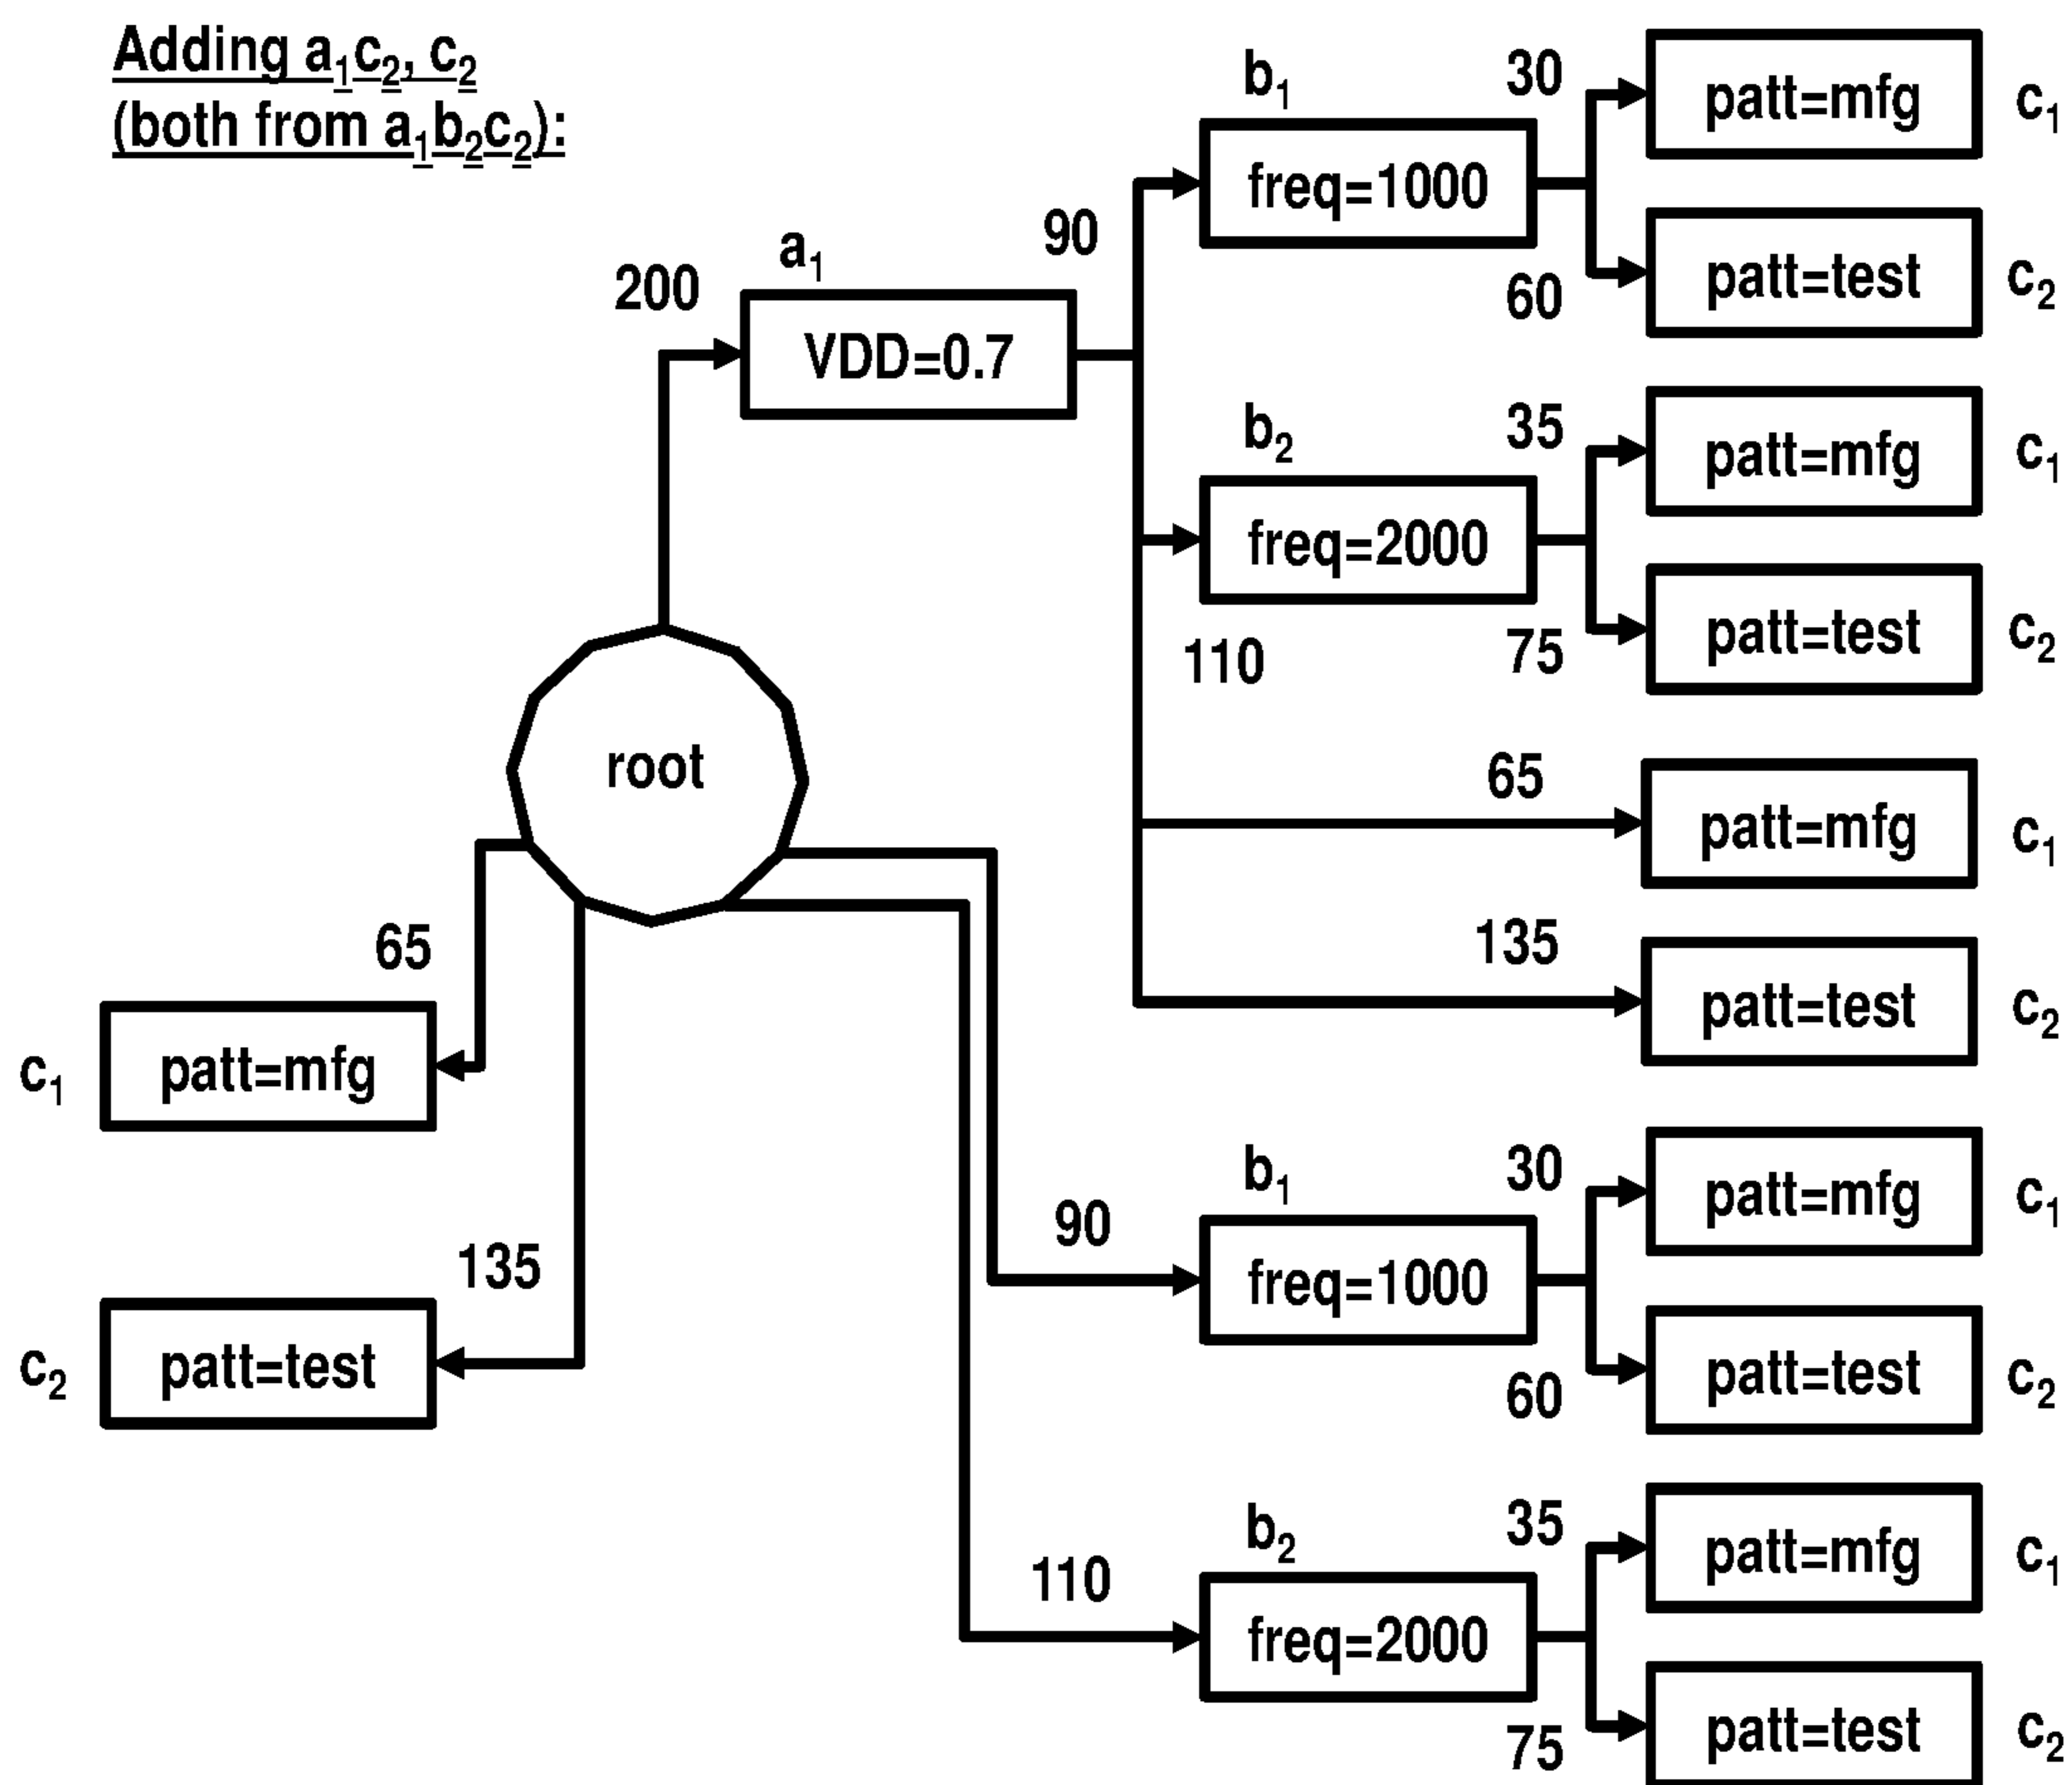 Adding a₁c₂, c₂
(both from a₁b₂c₂):
b₁
30
patt=mfg
c₁
freq=1000
60
patt=test
c₂
90
a₁
200
VDD=0.7
b₂
35
patt=mfg
c₁
freq=2000
110
75
patt=test
c₂
root
65
patt=mfg
c₁
135
patt=test
c₂
65
c₁
patt=mfg
135
c₂
patt=test
90
b₁
30
patt=mfg
c₁
freq=1000
60
patt=test
c₂
110
b₂
35
patt=mfg
c₁
freq=2000
75
patt=test
c₂